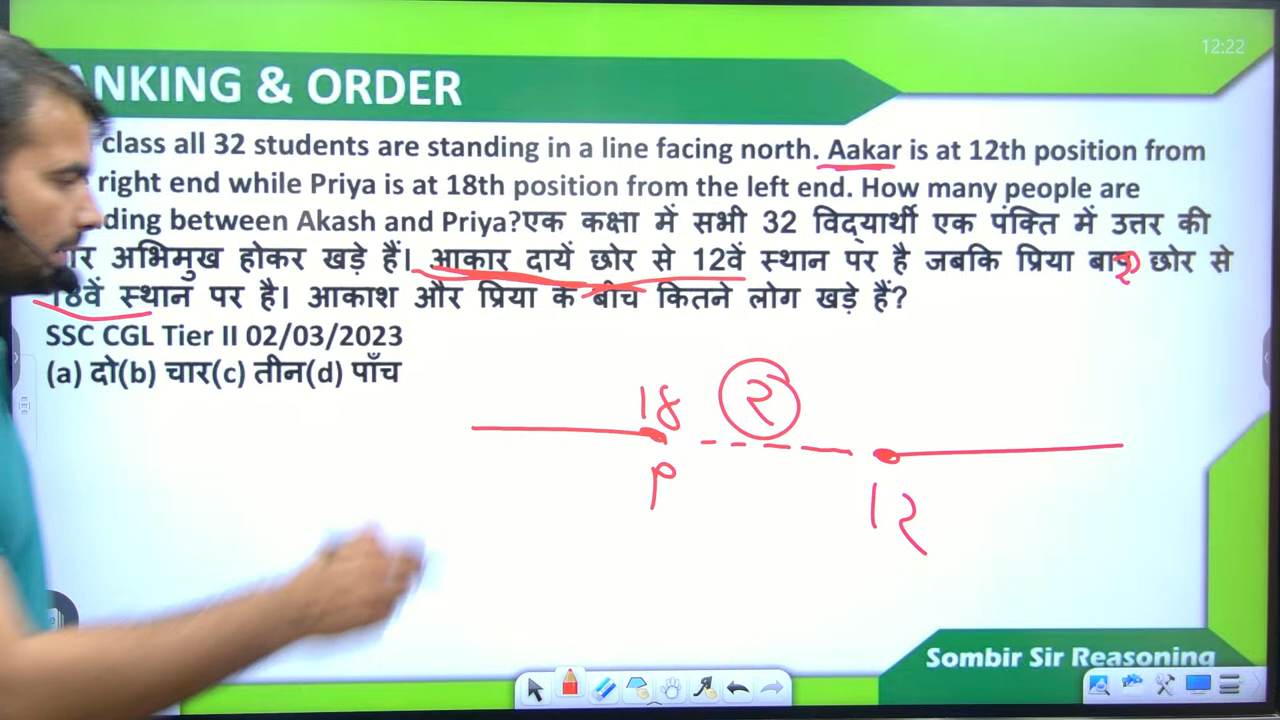 12:22
ANKING & ORDER
class all 32 students are standing in a line facing north. Aakar is at 12th position from
right end while Priya is at 18th position from the left end. How many people are
ding between Akash and Priya?एक कक्षा में सभी 32 विद्यार्थी एक पंक्ति में उत्तर की
अभिमुख होकर खड़े हैं। आकार दायें छोर से 12वें स्थान पर है जबकि प्रिया छोर से
18वें स्थान पर है। आकाश और प्रिया के बीच कितने लोग खड़े हैं?
SSC CGL Tier II 02/03/2023
(a) दो(b) चार(c) तीन(d) पाँच
18
2
P
12
Sombir Sir Reasoning